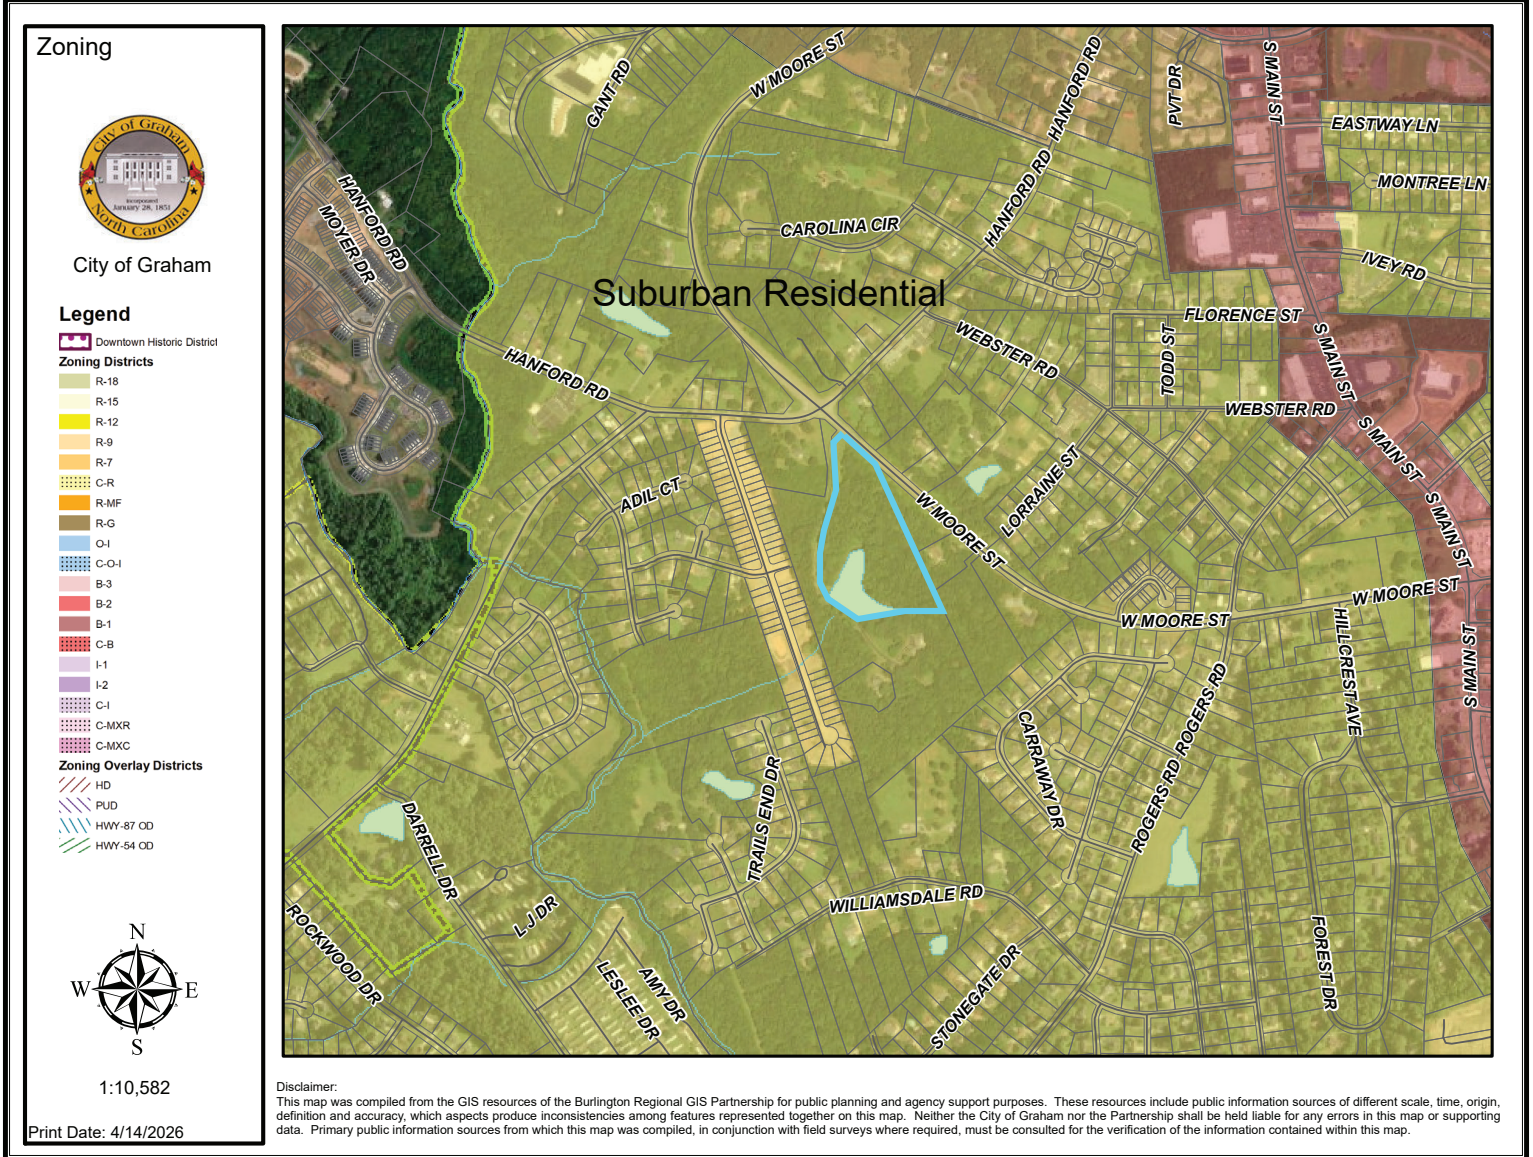 Zoning
City of Graham
Incorporated
January 28, 1851
North Carolina
City of Graham
Legend
Downtown Historic District
Zoning Districts
R-18
R-15
R-12
R-9
R-7
C-R
R-MF
R-G
O-I
C-O-I
B-3
B-2
B-1
C-B
I-1
I-2
C-I
C-MXR
C-MXC
Zoning Overlay Districts
HD
PUD
HWY-87 OD
HWY-54 OD
N
W E
S
1:10,582
Print Date: 4/14/2026
GANT RD
W MOORE ST
HANFORD RD
PVT DR
S MAIN ST
EASTWAY LN
MONTREE LN
HANFORD RD
MOYER DR
HANFORD RD
CAROLINA CIR
IVEY RD
Suburban Residential
FLORENCE ST
WEBSTER RD
TODD ST
S MAIN ST
HANFORD RD
WEBSTER RD
S MAIN ST
ADIL CT
LORRAINE ST
W MOORE ST
S MAIN ST
W MOORE ST
W MOORE ST
HILLCREST AVE
S MAIN ST
ROGERS RD
CARRAWAY DR
ROGERS RD
TRAILS END DR
DARRELL DR
WILLIAMSDALE RD
L J DR
ROCKWOOD DR
AMY DR
LESLEE DR
STONEGATE DR
FOREST DR
Disclaimer:
This map was compiled from the GIS resources of the Burlington Regional GIS Partnership for public planning and agency support purposes. These resources include public information sources of different scale, time, origin,
definition and accuracy, which aspects produce inconsistencies among features represented together on this map. Neither the City of Graham nor the Partnership shall be held liable for any errors in this map or supporting
data. Primary public information sources from which this map was compiled, in conjunction with field surveys where required, must be consulted for the verification of the information contained within this map.